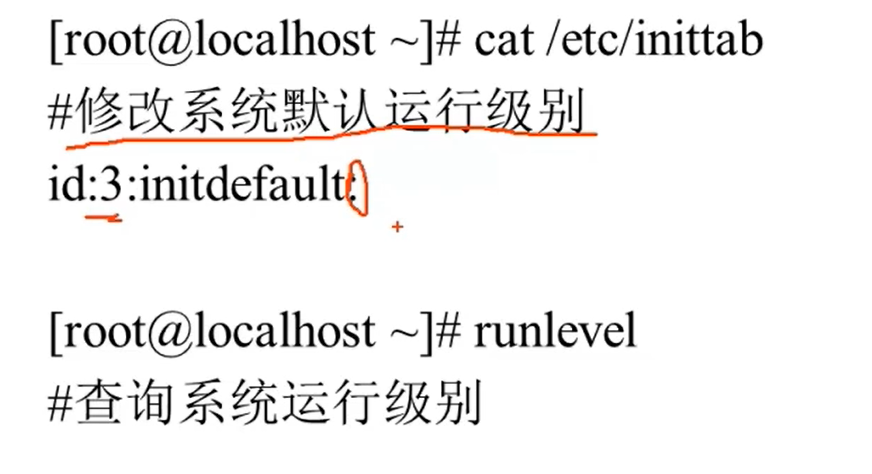 [root@localhost ~]# cat /etc/inittab
#修改系统默认运行级别
id:3:initdefault:
[root@localhost ~]# runlevel
#查询系统运行级别